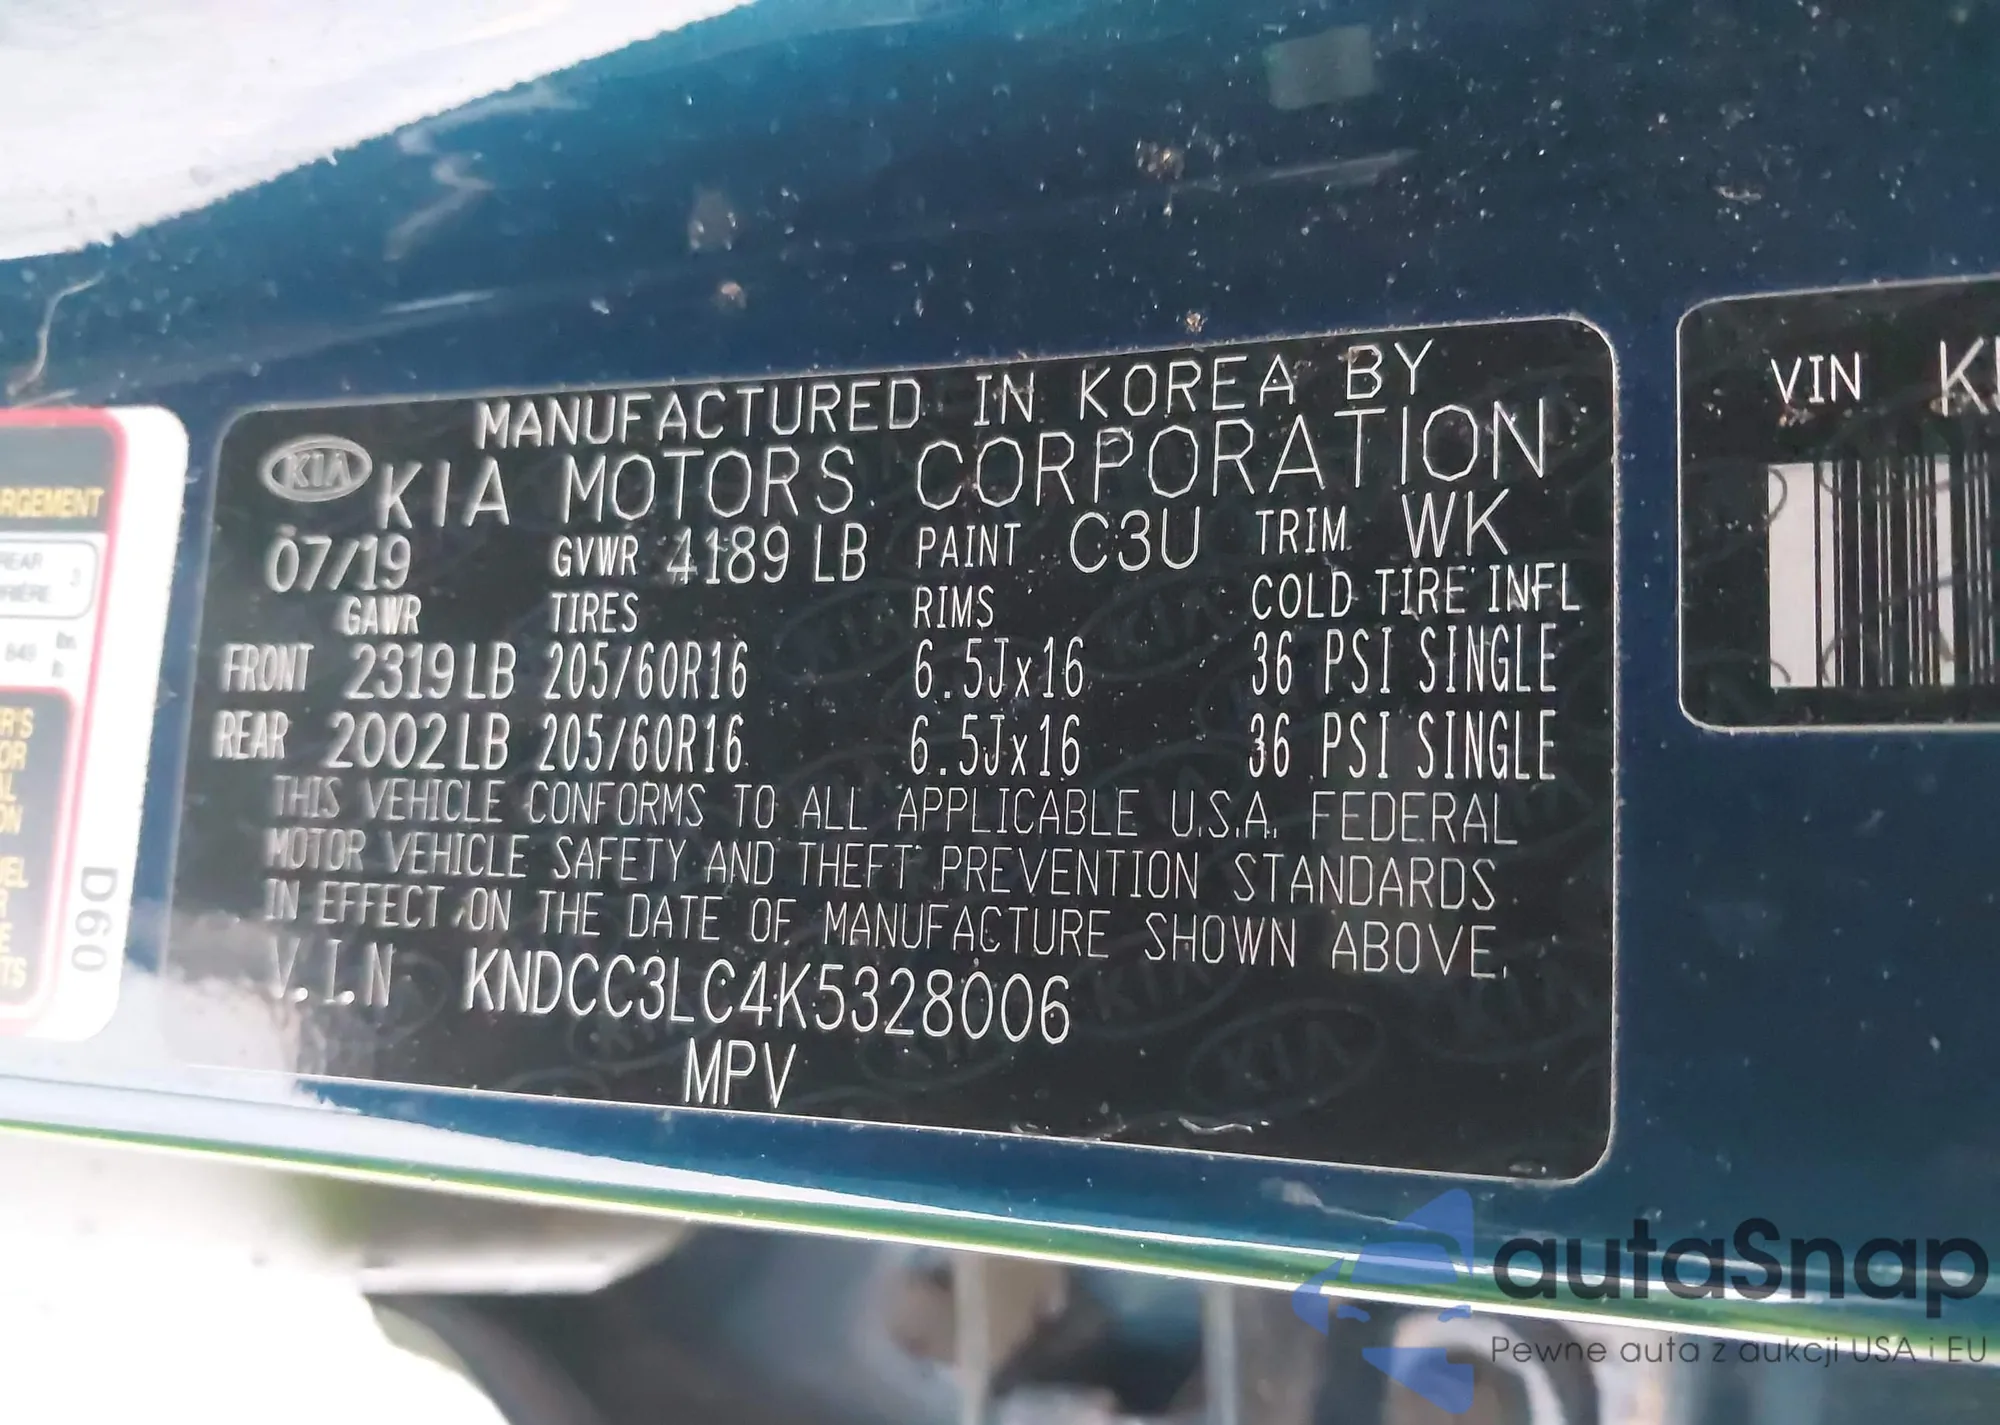 MANUFACTURED IN KOREA BY
KIA KIA MOTORS CORPORATION
07/19 GVWR 4189 LB PAINT C3U TRIM WK
GAWR TIRES RIMS COLD TIRE INFL
FRONT 2319 LB 205/60R16 6.5Jx16 36 PSI SINGLE
REAR 2002 LB 205/60R16 6.5Jx16 36 PSI SINGLE
THIS VEHICLE CONFORMS TO ALL APPLICABLE U.S.A. FEDERAL
MOTOR VEHICLE SAFETY AND THEFT PREVENTION STANDARDS
IN EFFECT ON THE DATE OF MANUFACTURE SHOWN ABOVE.
V.I.N KNDCC3LC4K5328006
MPV
VIN
REAR 3
649
D60
autaSnap
Pewne auta z aukcji USA i EU